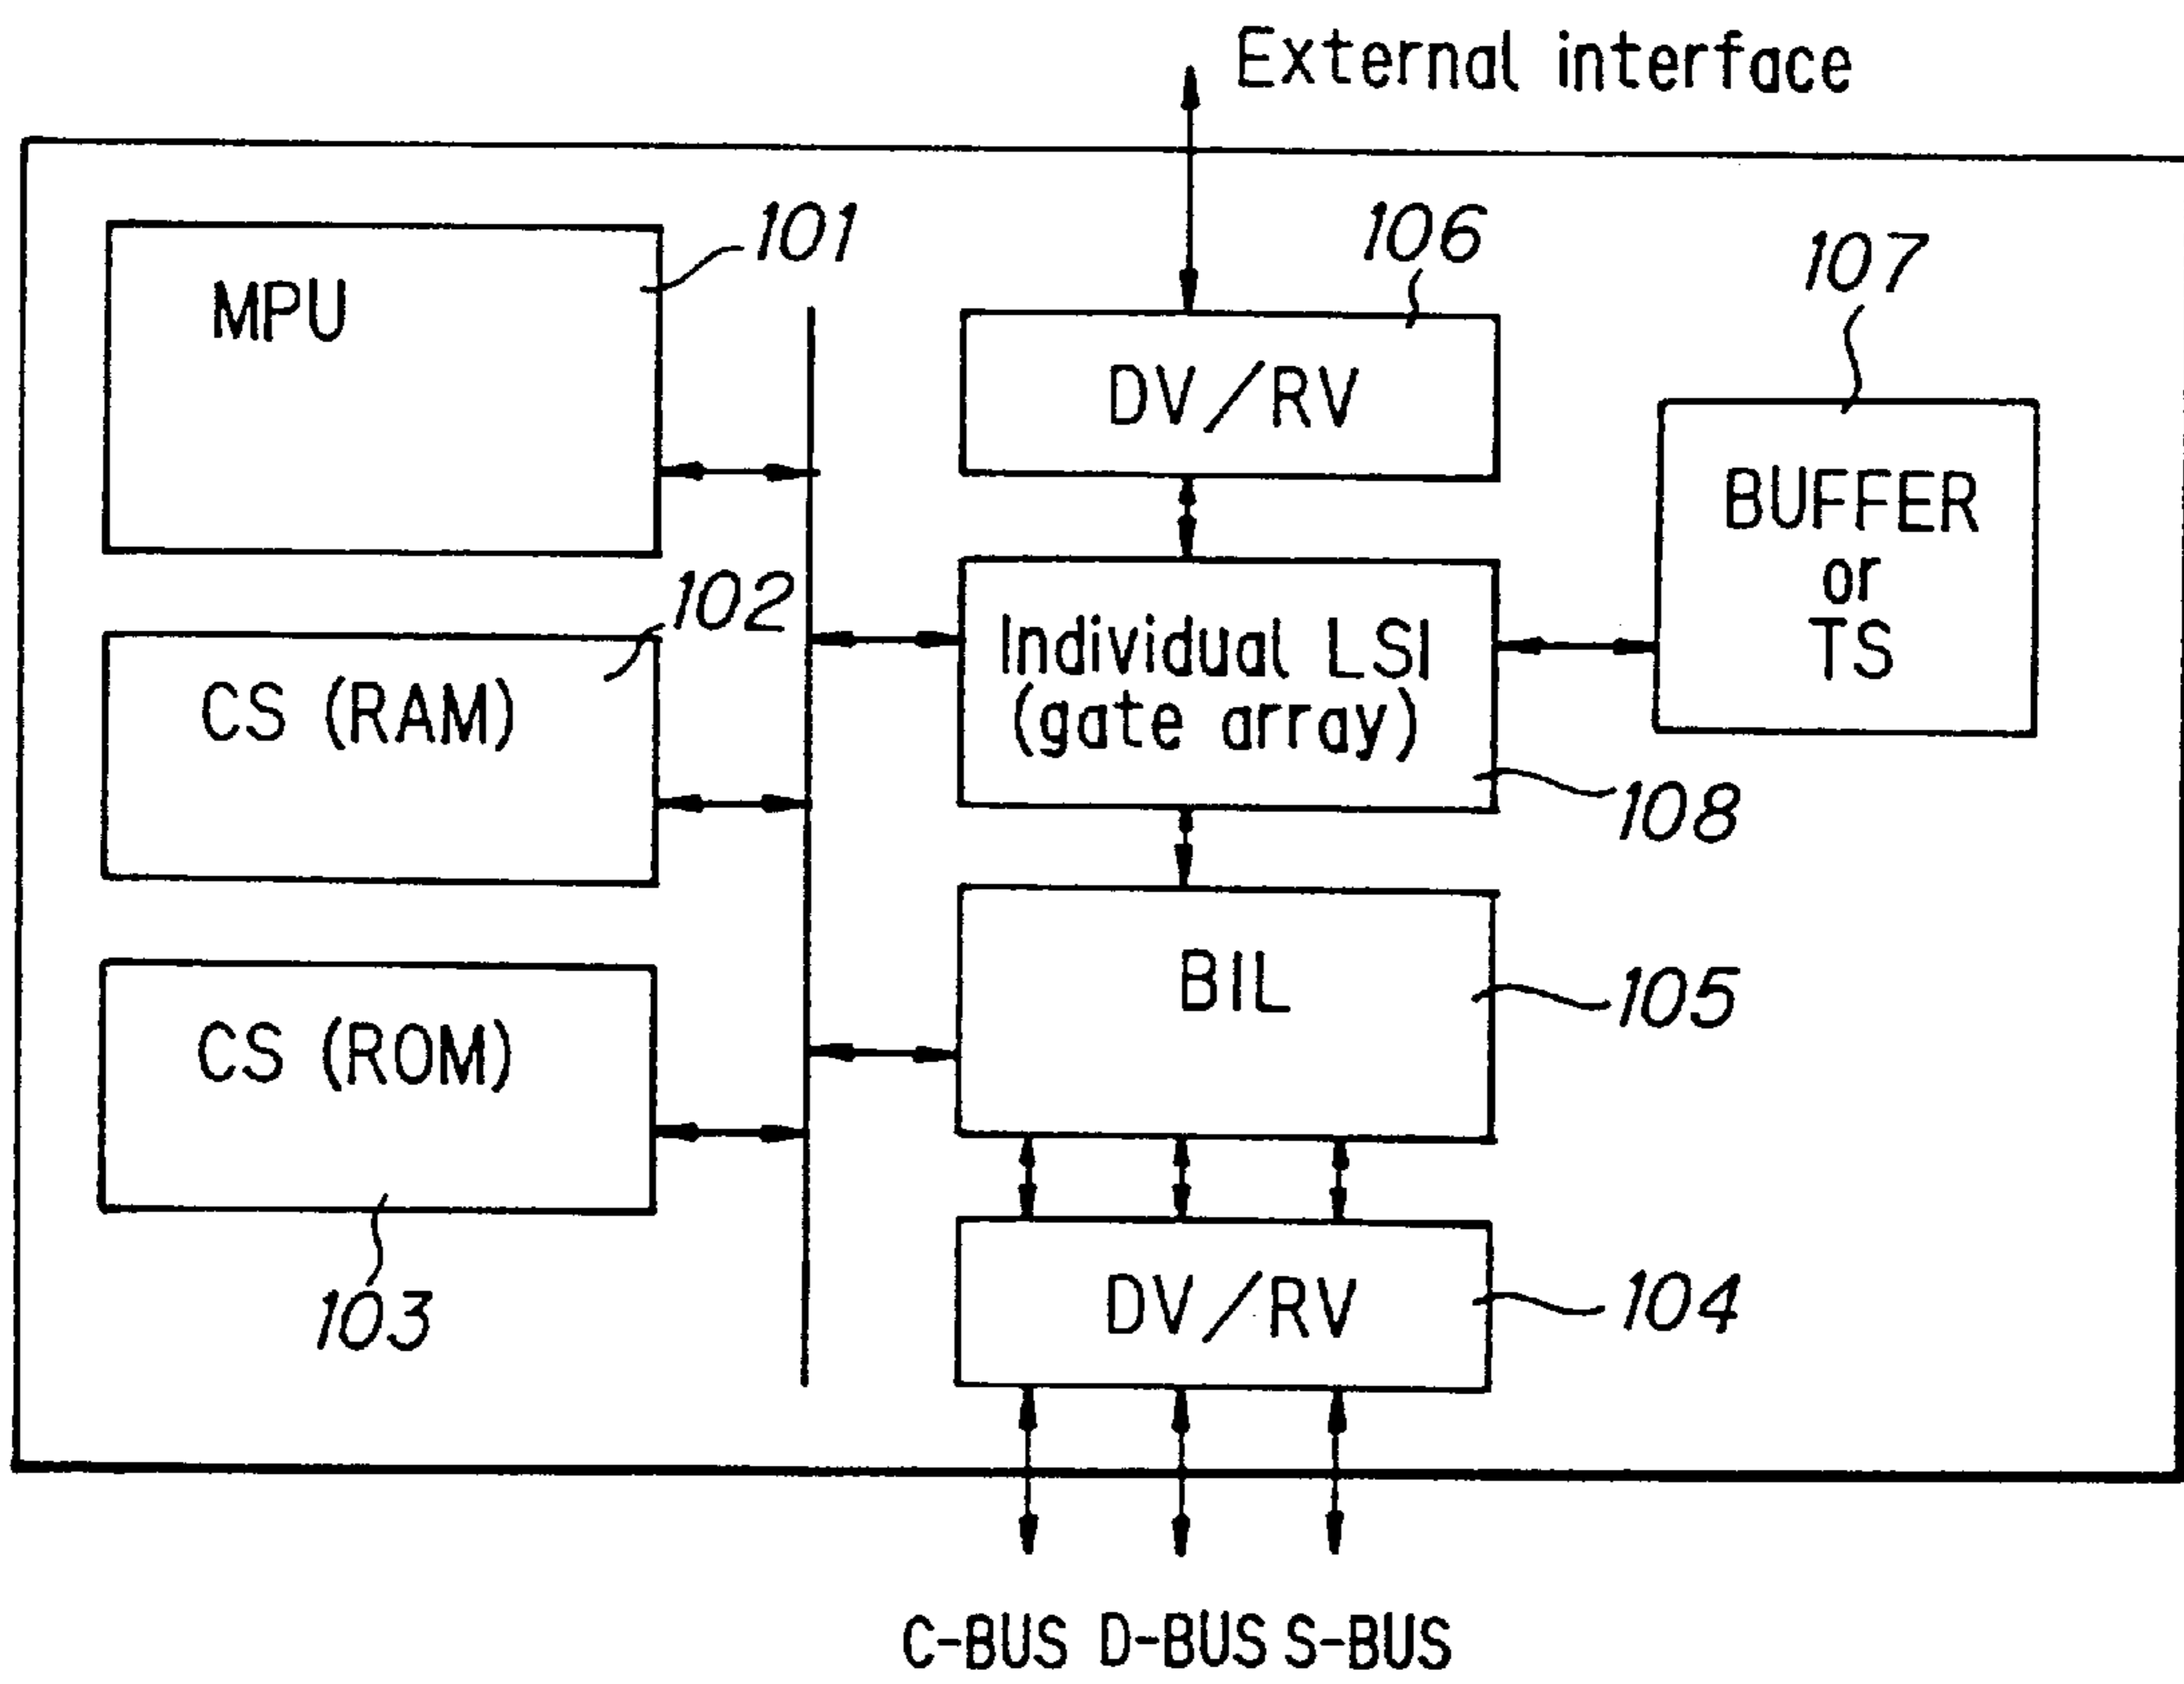 External interface
101
106
107
MPU
DV/RV
BUFFER
or
TS
102
Individual LSI
(gate array)
CS (RAM)
108
BIL
105
CS (ROM)
103
DV/RV
104
C-BUS D-BUS S-BUS